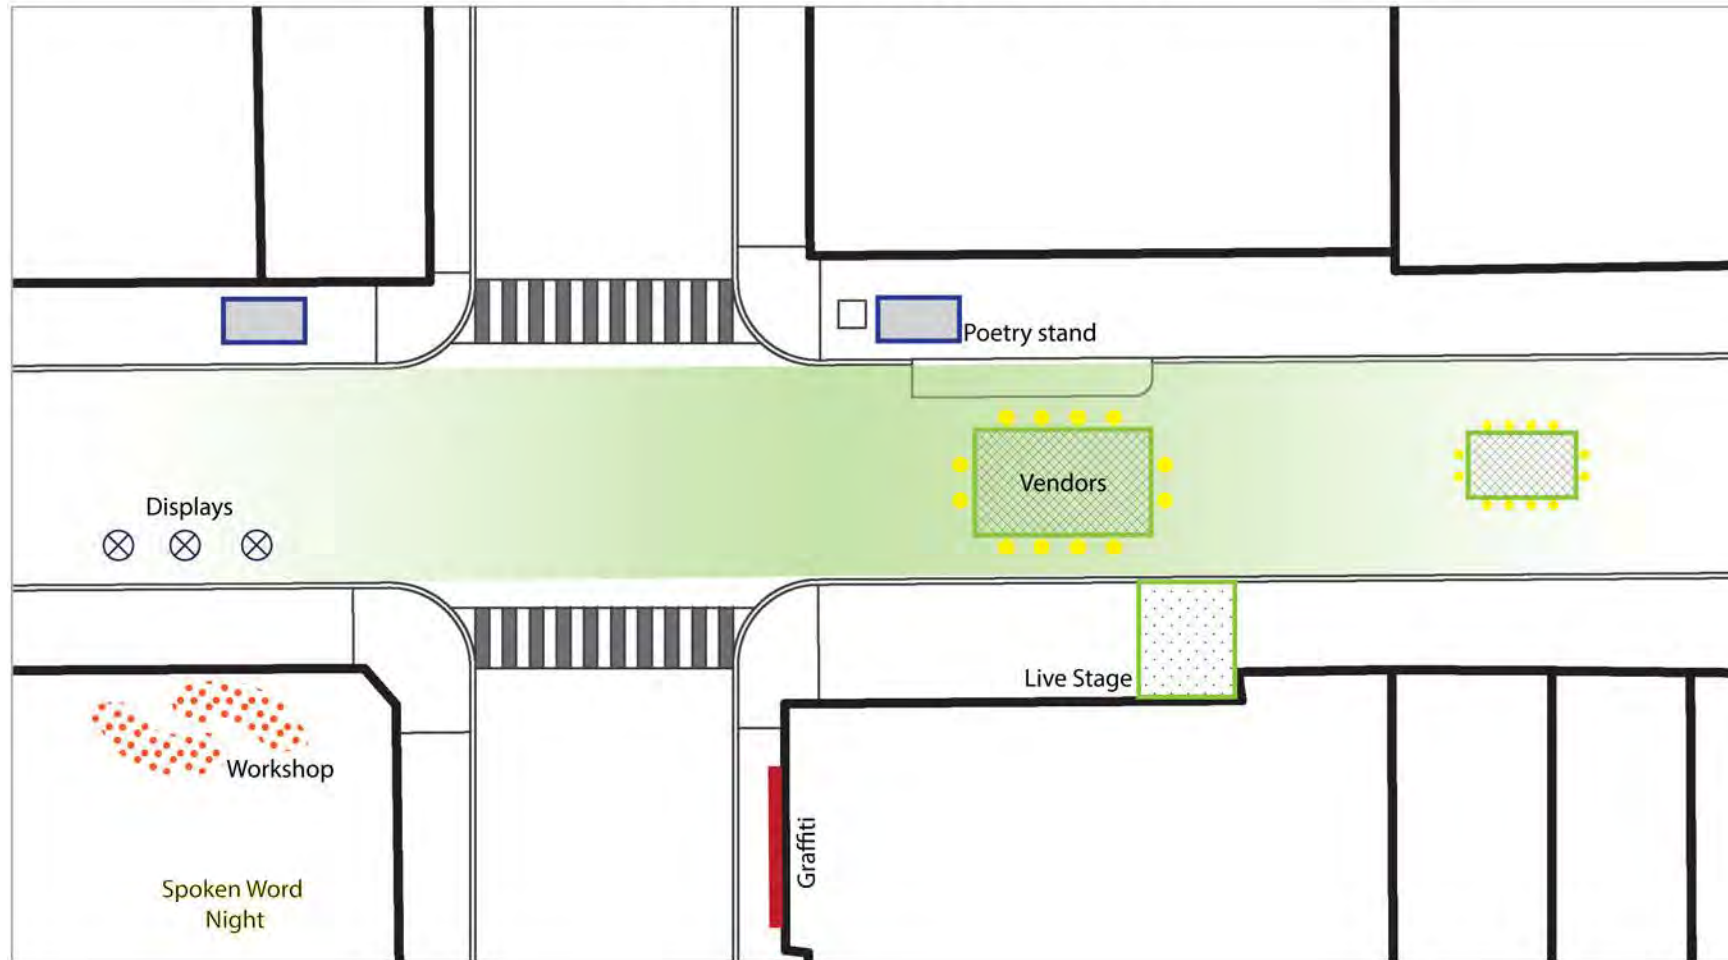 Poetry stand
Vendors
Displays
Live Stage
Workshop
Graffiti
Spoken Word
Night